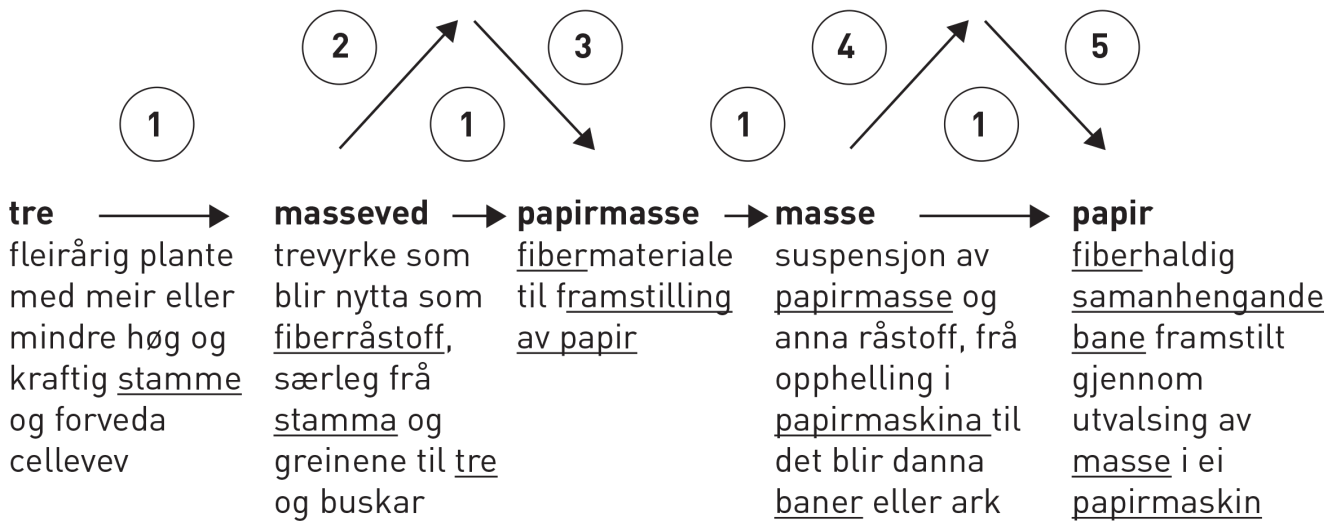 2 3 4 5
1 1 1 1
tre
fleirårig plante
med meir eller
mindre høg og
kraftig stamme
og forveda
cellevev
masseved
trevyrke som
blir nytta som
fiberråstoff,
særleg frå
stamma og
greinene til tre
og buskar
papirmasse
fibermateriale
til framstilling
av papir
masse
suspensjon av
papirmasse og
anna råstoff, frå
opphelling i
papirmaskina til
det blir danna
baner eller ark
papir
fiberhaldig
samanhengande
bane framstilt
gjennom
utvalsing av
masse i ei
papirmaskin